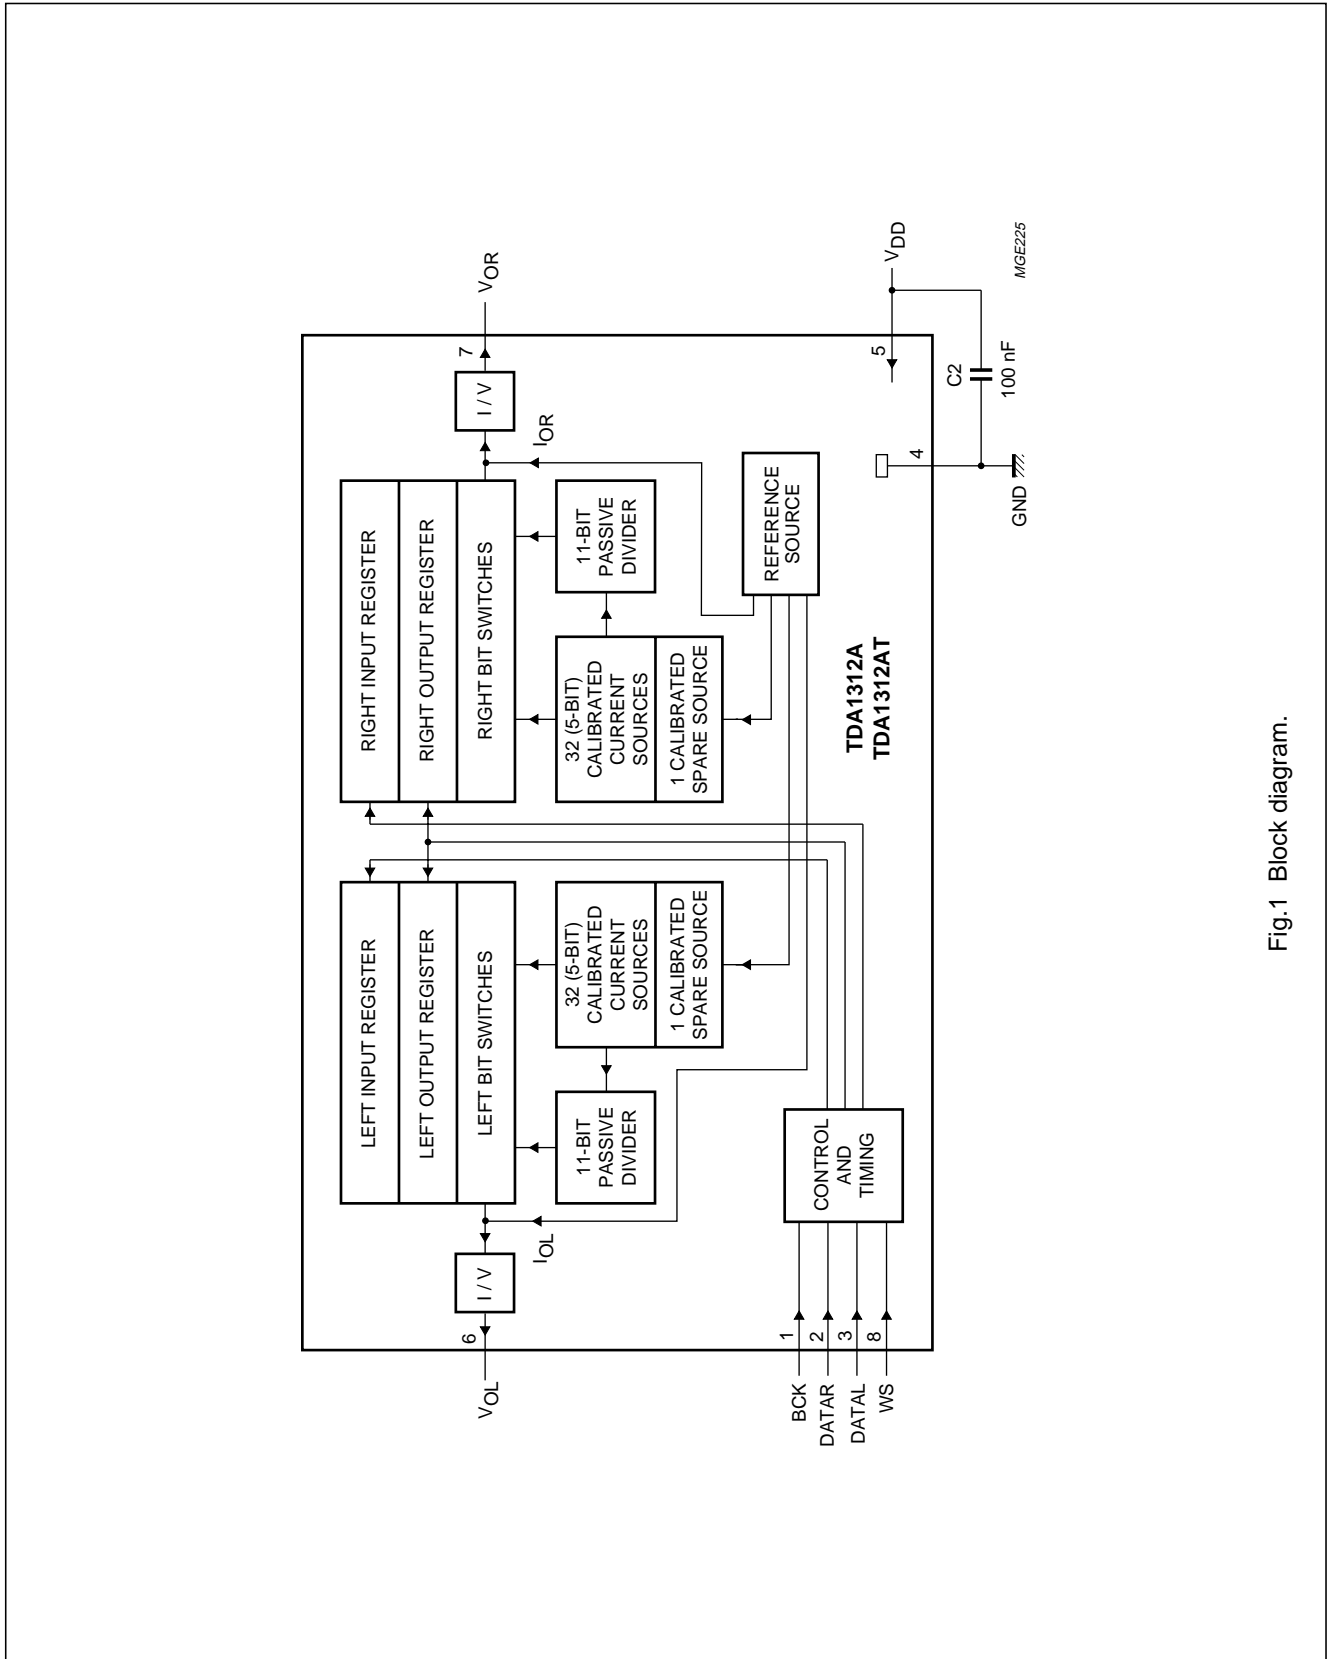 LEFT INPUT REGISTER
LEFT OUTPUT REGISTER
LEFT BIT SWITCHES
RIGHT INPUT REGISTER
RIGHT OUTPUT REGISTER
RIGHT BIT SWITCHES
VOL
6
I / V
IOL
11-BIT
PASSIVE
DIVIDER
32 (5-BIT)
CALIBRATED
CURRENT
SOURCES
1 CALIBRATED
SPARE SOURCE
32 (5-BIT)
CALIBRATED
CURRENT
SOURCES
1 CALIBRATED
SPARE SOURCE
11-BIT
PASSIVE
DIVIDER
IOR
I / V
7
VOR
REFERENCE
SOURCE
BCK
1
DATAR
2
DATAL
3
WS
8
CONTROL
AND
TIMING
TDA1312A
TDA1312AT
4
GND
5
VDD
C2
100 nF
MGE225
Fig.1 Block diagram.